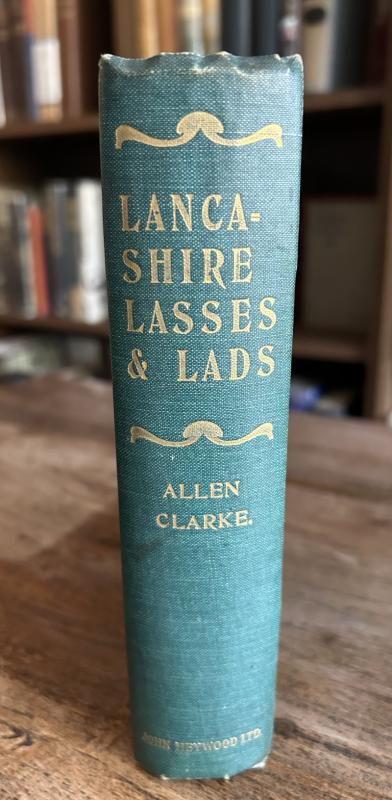 LANCA-
SHIRE
LASSES
& LADS
ALLEN
CLARKE.
JOHN HEYWOOD LTD.